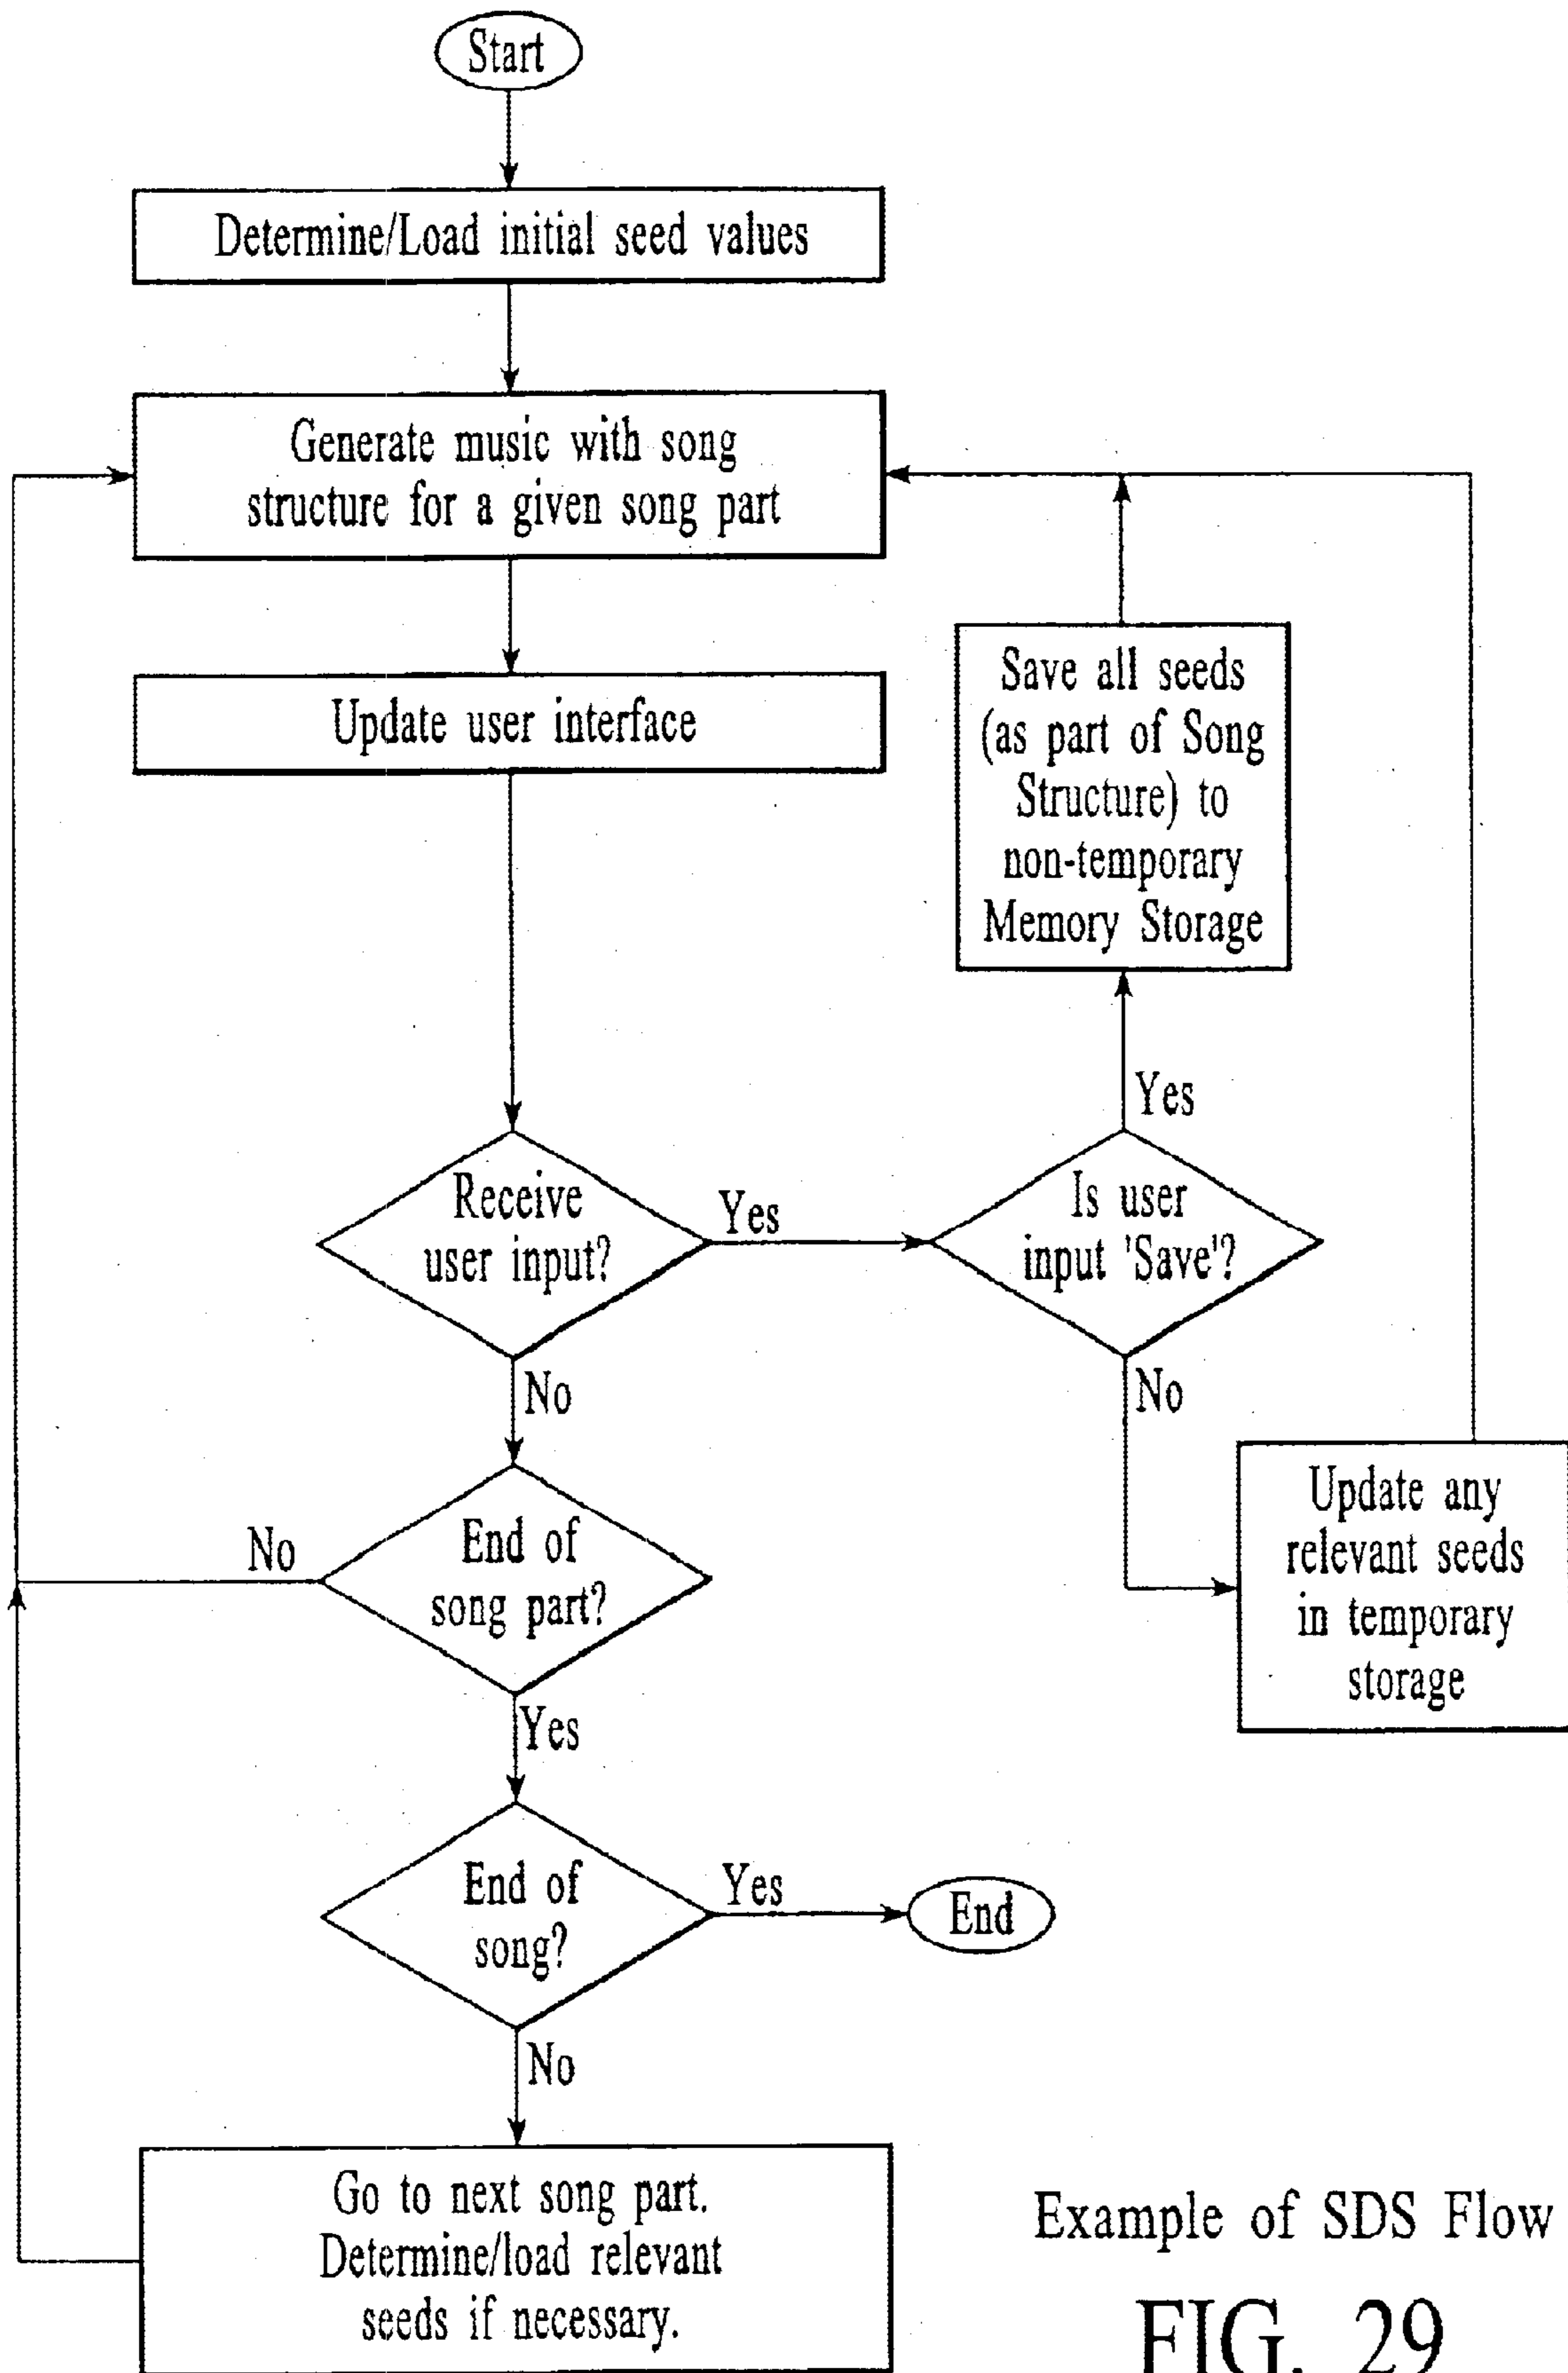 Start
Determine/Load initial seed values
Generate music with song
structure for a given song part
Update user interface
Save all seeds
(as part of Song
Structure) to
non-temporary
Memory Storage
Yes
Receive
user input?
Yes
Is user
input 'Save'?
No
No
Update any
relevant seeds
in temporary
storage
End of
song part?
No
Yes
End of
song?
Yes
End
No
Go to next song part.
Determine/load relevant
seeds if necessary.
Example of SDS Flow
FIG. 29